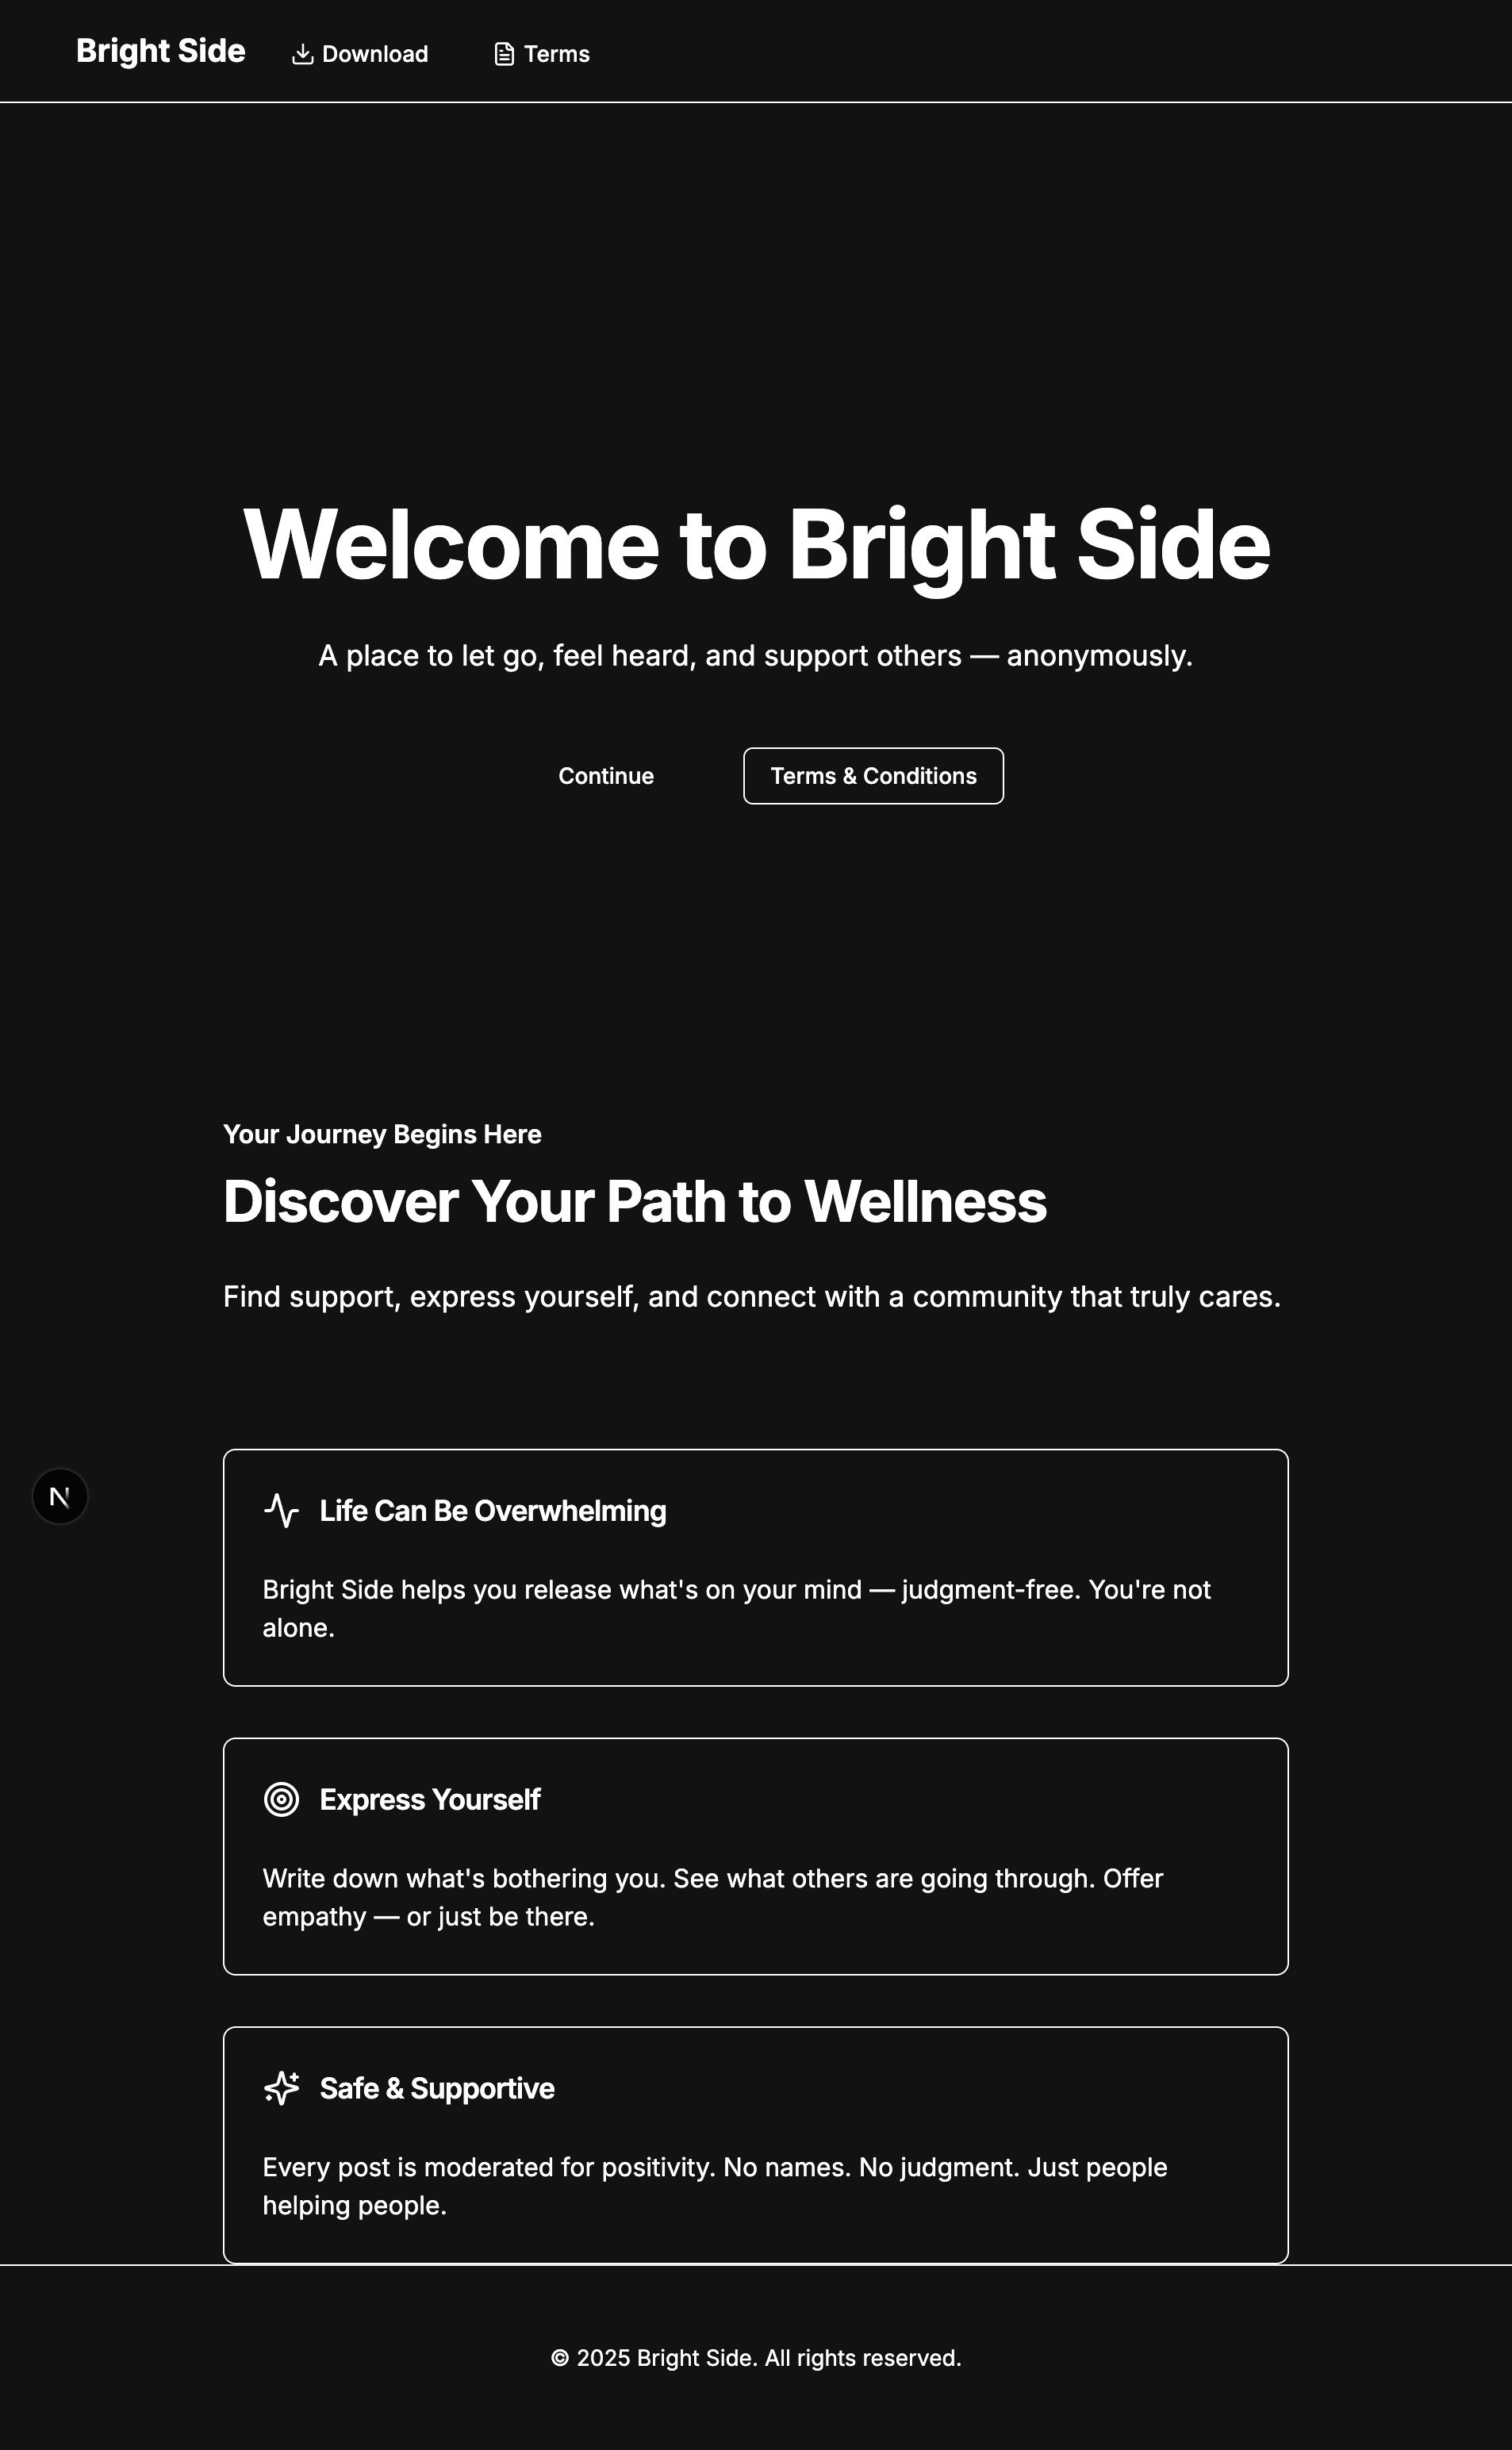 Bright Side
Download
Terms
Welcome to Bright Side
A place to let go, feel heard, and support others — anonymously.
Continue
Terms & Conditions
Your Journey Begins Here
Discover Your Path to Wellness
Find support, express yourself, and connect with a community that truly cares.
Life Can Be Overwhelming
Bright Side helps you release what's on your mind — judgment-free. You're not
alone.
N
Express Yourself
Write down what's bothering you. See what others are going through. Offer
empathy — or just be there.
Safe & Supportive
Every post is moderated for positivity. No names. No judgment. Just people
helping people.
© 2025 Bright Side. All rights reserved.